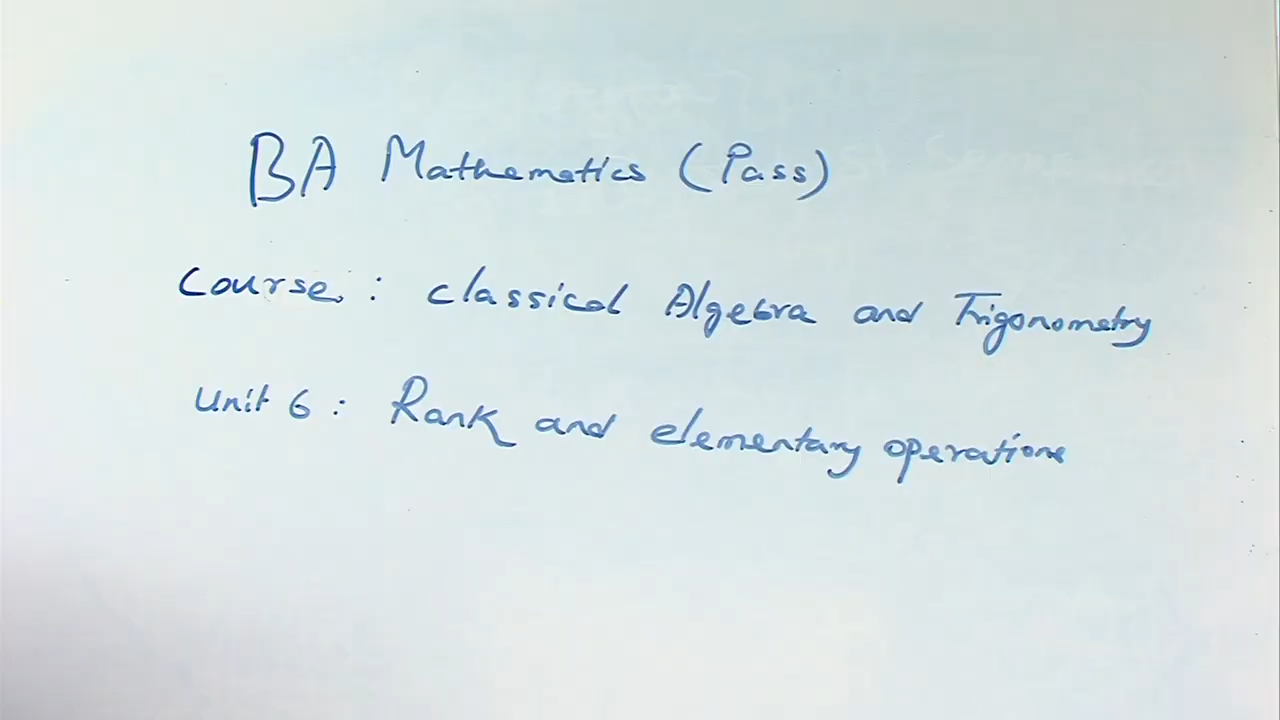 BA Mathematics (Pass)
Course : Classical Algebra and Trigonometry
Unit 6 : Rank and elementary operations